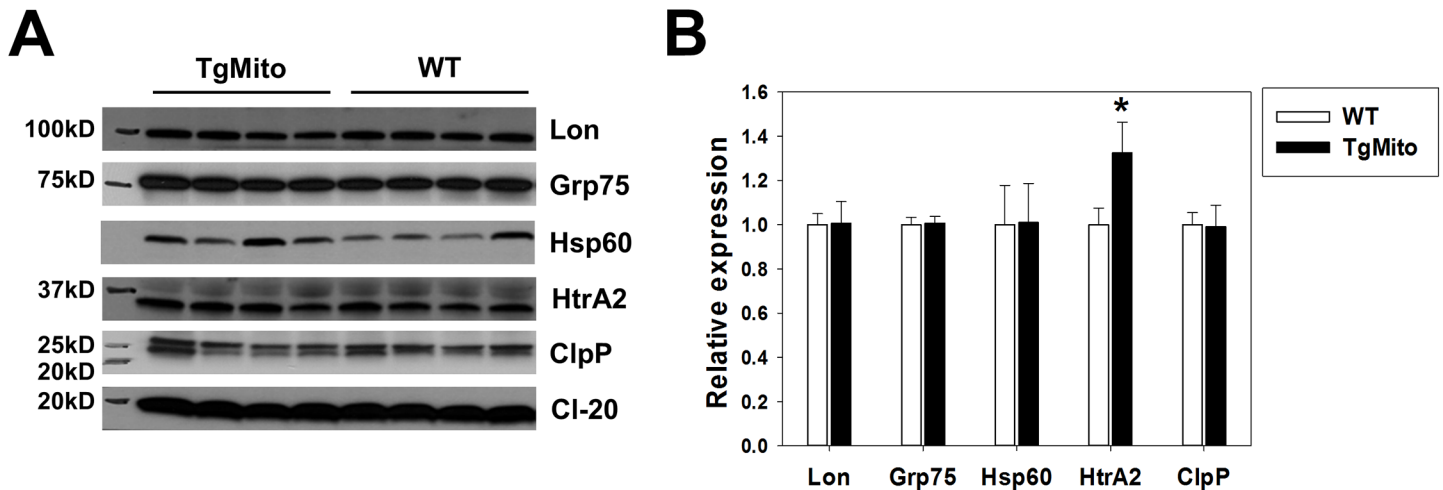 A
TgMito WT
100kD Lon
75kD Grp75
Hsp60
37kD HtrA2
25kD ClpP
20kD
20kD CI-20
B
1.6
1.4
1.2
1.0
0.8
0.6
0.4
0.2
0.0
Relative expression
*
Lon Grp75 Hsp60 HtrA2 ClpP
WT
TgMito